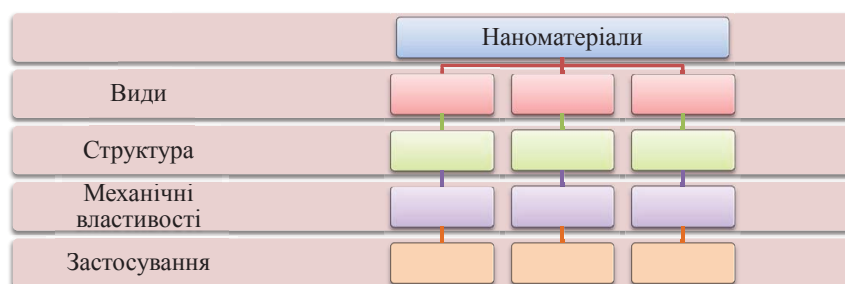 Наноматеріали
Види
Структура
Механічні
властивості
Застосування